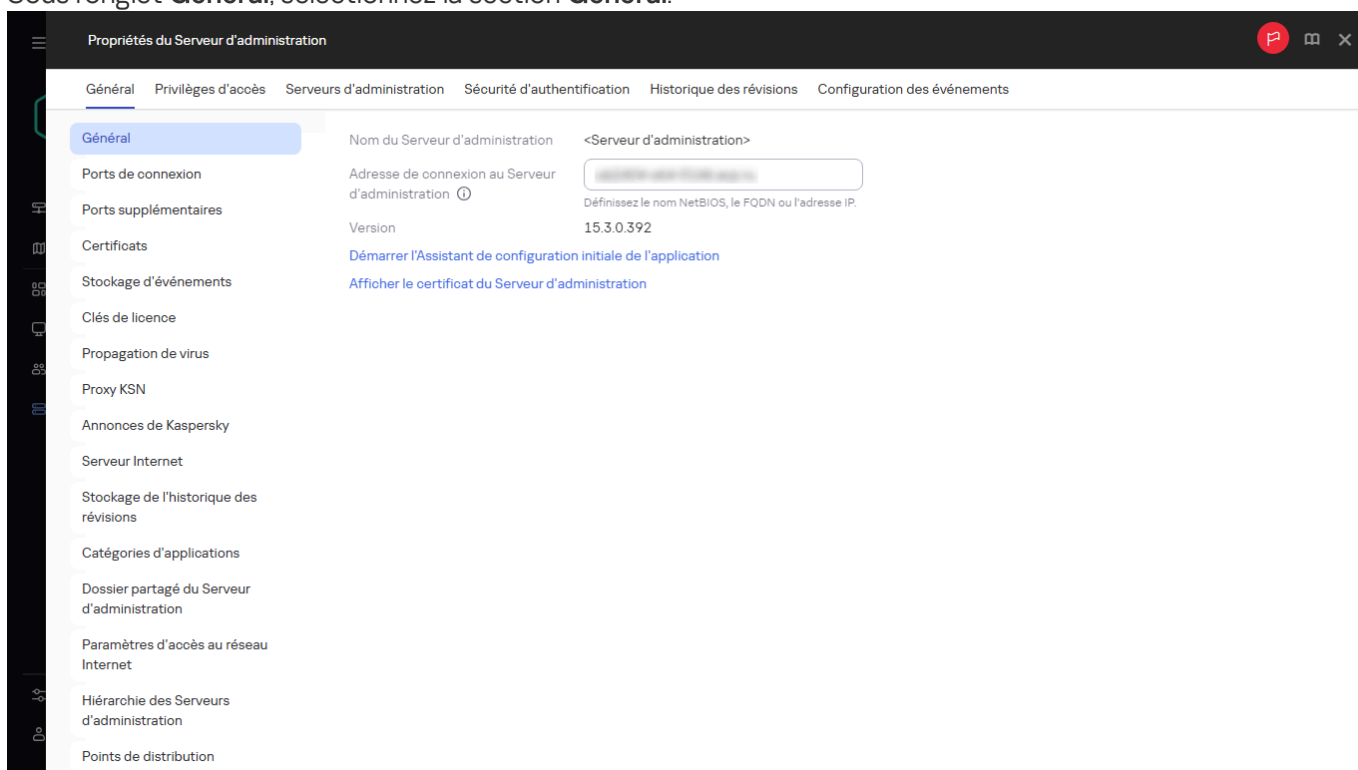 Sous l'onglet Général, sélectionnez la section Général.
Propriétés du Serveur d'administration
Général Privilèges d'accès Serveurs d'administration Sécurité d'authentification Historique des révisions Configuration des événements
Général
Ports de connexion
Ports supplémentaires
Certificats
Stockage d'événements
Clés de licence
Propagation de virus
Proxy KSN
Annonces de Kaspersky
Serveur Internet
Stockage de l'historique des
révisions
Catégories d'applications
Dossier partagé du Serveur
d'administration
Paramètres d'accès au réseau
Internet
Hiérarchie des Serveurs
d'administration
Points de distribution
Nom du Serveur d'administration <Serveur d'administration>
Adresse de connexion au Serveur
d'administration
Définissez le nom NetBIOS, le FQDN ou l'adresse IP.
Version 15.3.0.392
Démarrer l'Assistant de configuration initiale de l'application
Afficher le certificat du Serveur d'administration